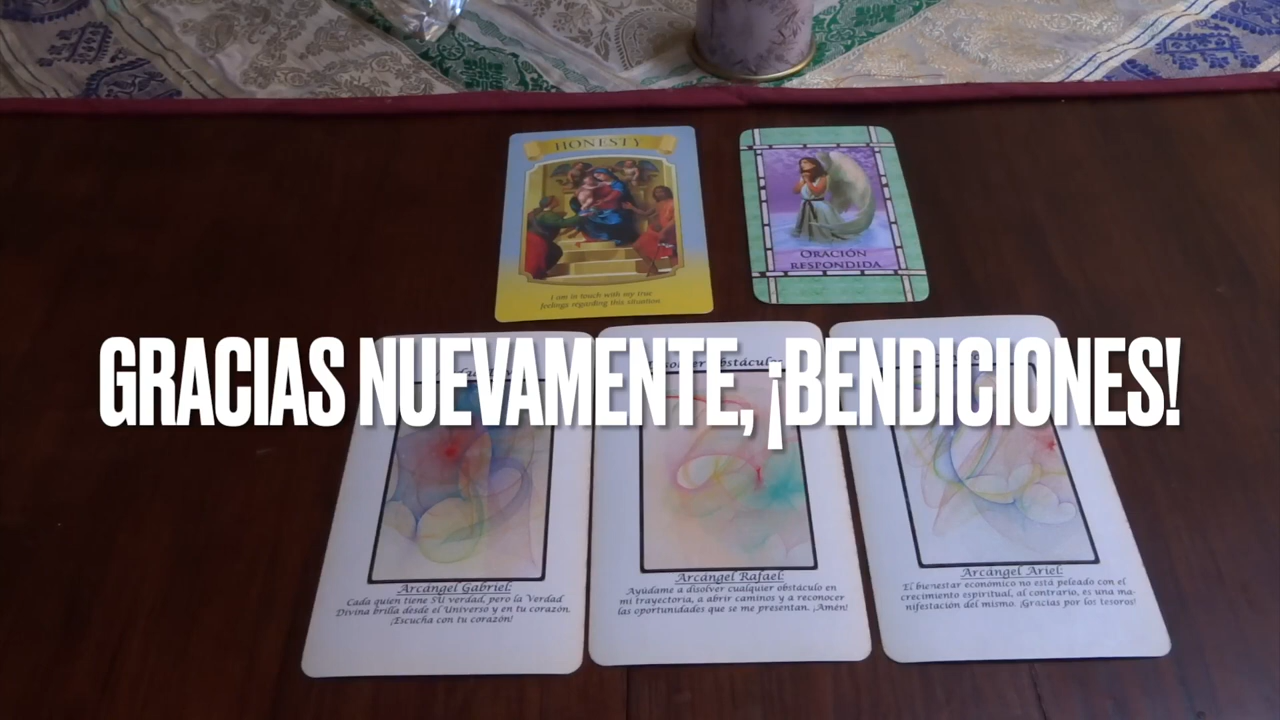 HONESTY
I am in touch with my true
feelings regarding this situation
ORACIÓN
RESPONDIDA
GRACIAS NUEVAMENTE, ¡BENDICIONES!
Arcángel Gabriel:
Cada quien tiene SU verdad, pero la Verdad
Divina brilla desde el Universo y en tu corazón.
¡Escucha con tu corazón!
Arcángel Rafael:
Ayúdame a disolver cualquier obstáculo en
mi trayectoria, a abrir caminos y a reconocer
las oportunidades que se me presentan. ¡Amén!
Arcángel Ariel:
El bienestar económico no está peleado con el
crecimiento espiritual, al contrario, es una ma-
nifestación del mismo. ¡Gracias por los tesoros!